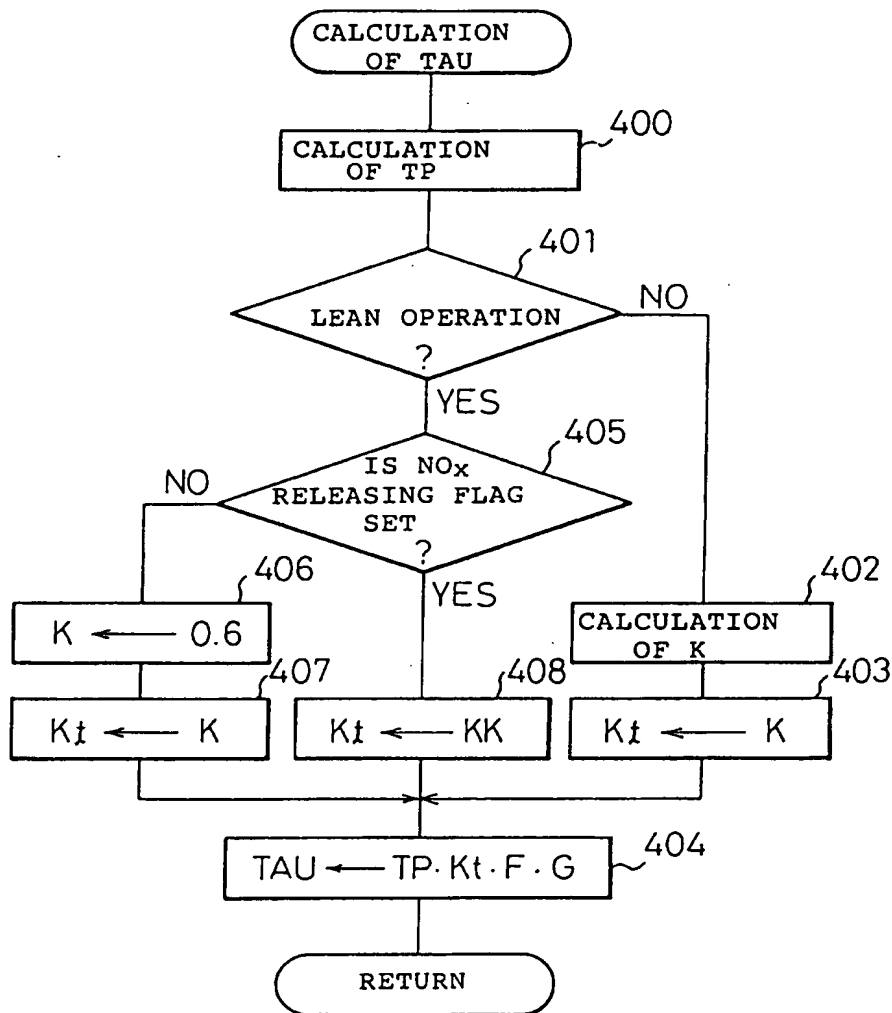 CALCULATION
OF TAU
400
CALCULATION
OF TP
401
LEAN OPERATION
?
NO
YES
405
IS NOx
RELEASING FLAG
SET
?
NO
YES
406
K ← 0.6
402
CALCULATION
OF K
407
Kt ← K
408
Kt ← KK
403
Kt ← K
404
TAU ← TP · Kt · F · G
RETURN